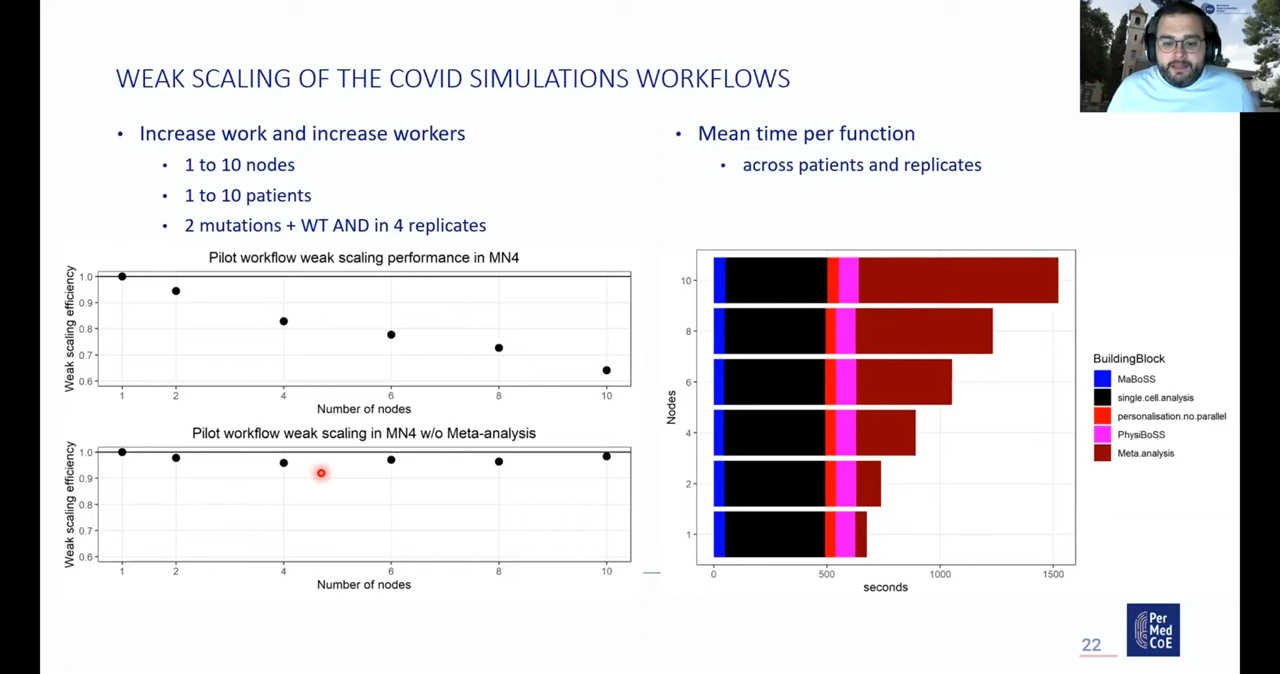 WEAK SCALING OF THE COVID SIMULATIONS WORKFLOWS
• Increase work and increase workers
• 1 to 10 nodes
• 1 to 10 patients
• 2 mutations + WT AND in 4 replicates
• Mean time per function
• across patients and replicates
Pilot workflow weak scaling performance in MN4
Weak scaling efficiency
1.0
0.9
0.8
0.7
0.6
1 2 4 6 8 10
Number of nodes
Pilot workflow weak scaling in MN4 w/o Meta-analysis
Weak scaling efficiency
1.0
0.9
0.8
0.7
0.6
1 2 4 6 8 10
Number of nodes
Nodes
10
8
6
4
2
1
0 500 1000 1500
seconds
BuildingBlock
MaBoSS
single.cell.analysis
personalisation.no.parallel
PhysiBoSS
Meta.analysis
22
Per
Med
CoE